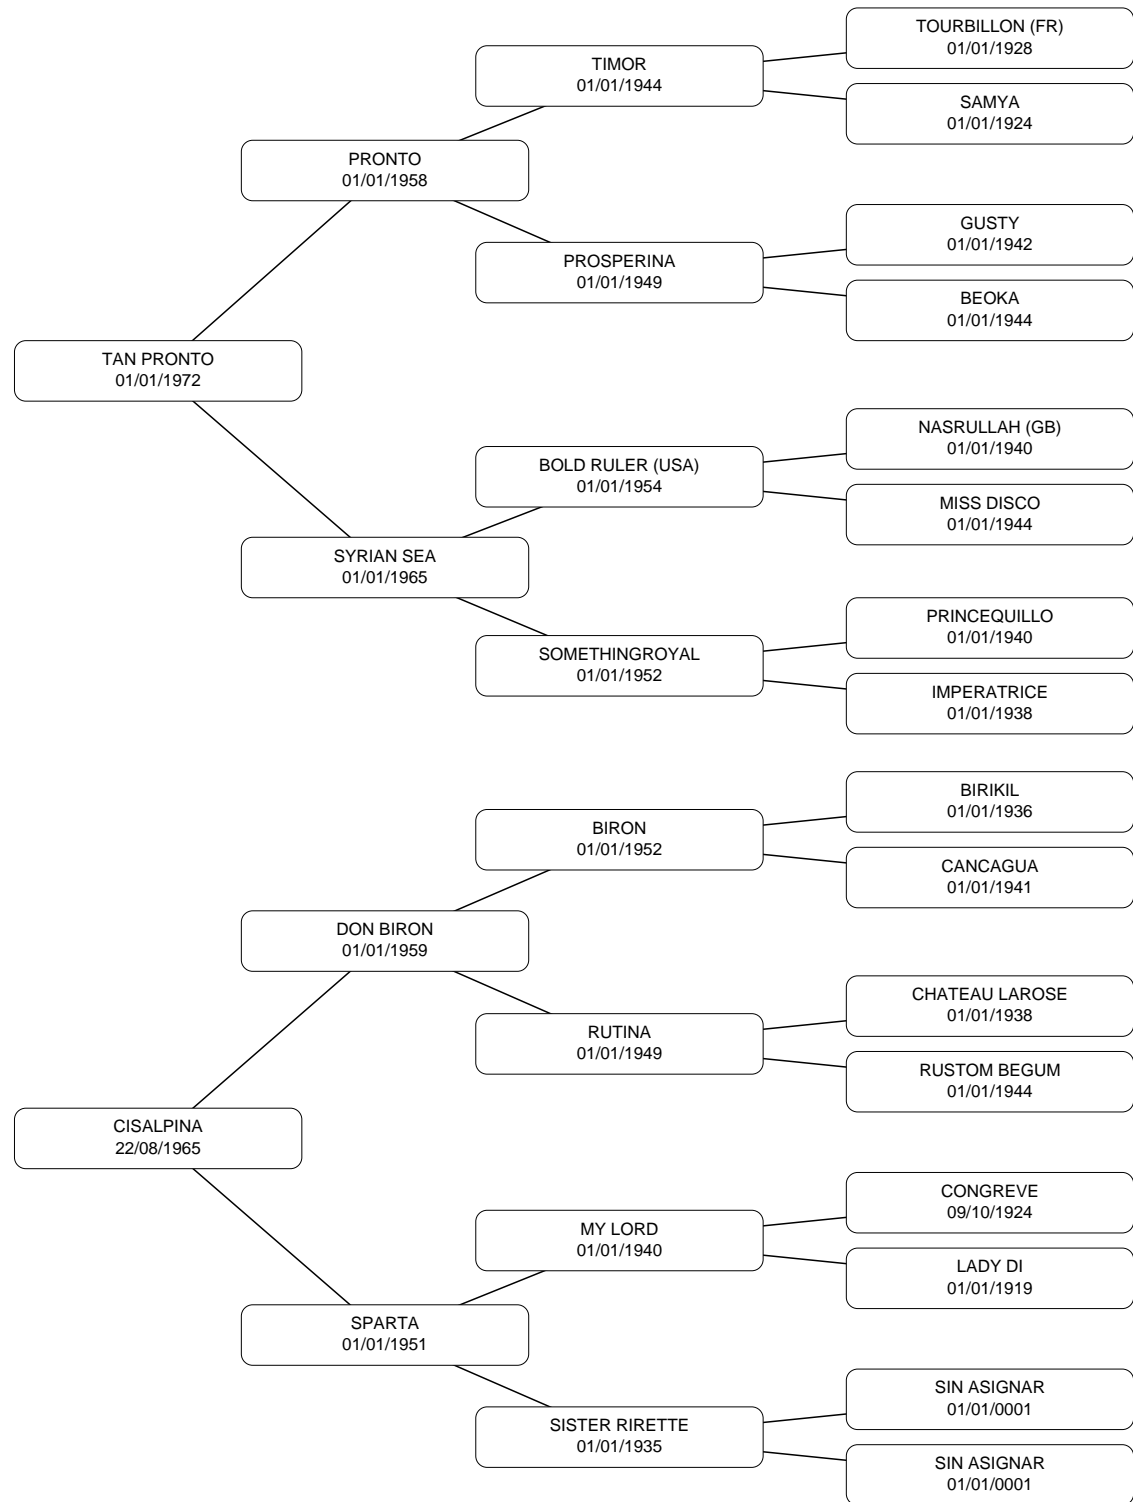 TOURBILLON (FR)
01/01/1928
TIMOR
01/01/1944
SAMYA
01/01/1924
PRONTO
01/01/1958
GUSTY
01/01/1942
PROSPERINA
01/01/1949
BEOKA
01/01/1944
TAN PRONTO
01/01/1972
NASRULLAH (GB)
01/01/1940
BOLD RULER (USA)
01/01/1954
MISS DISCO
01/01/1944
SYRIAN SEA
01/01/1965
PRINCEQUILLO
01/01/1940
SOMETHINGROYAL
01/01/1952
IMPERATRICE
01/01/1938
BIRIKIL
01/01/1936
BIRON
01/01/1952
CANCAGUA
01/01/1941
DON BIRON
01/01/1959
CHATEAU LAROSE
01/01/1938
RUTINA
01/01/1949
RUSTOM BEGUM
01/01/1944
CISALPINA
22/08/1965
CONGREVE
09/10/1924
MY LORD
01/01/1940
LADY DI
01/01/1919
SPARTA
01/01/1951
SIN ASIGNAR
01/01/0001
SISTER RIRETTE
01/01/1935
SIN ASIGNAR
01/01/0001